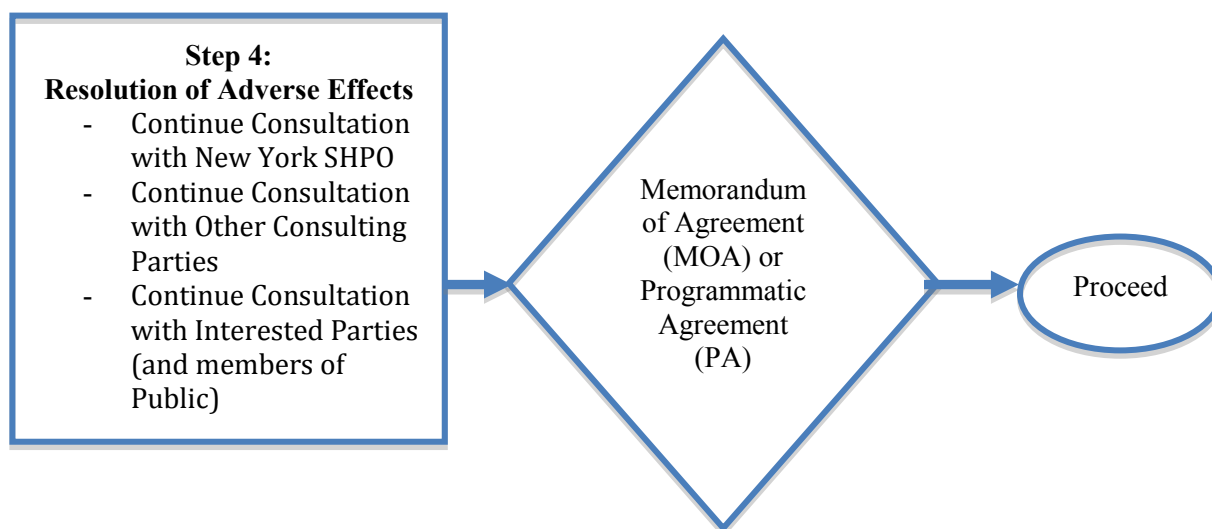 Step 4:
Resolution of Adverse Effects
- Continue Consultation
with New York SHPO
- Continue Consultation
with Other Consulting
Parties
- Continue Consultation
with Interested Parties
(and members of
Public)
Memorandum
of Agreement
(MOA) or
Programmatic
Agreement
(PA)
Proceed